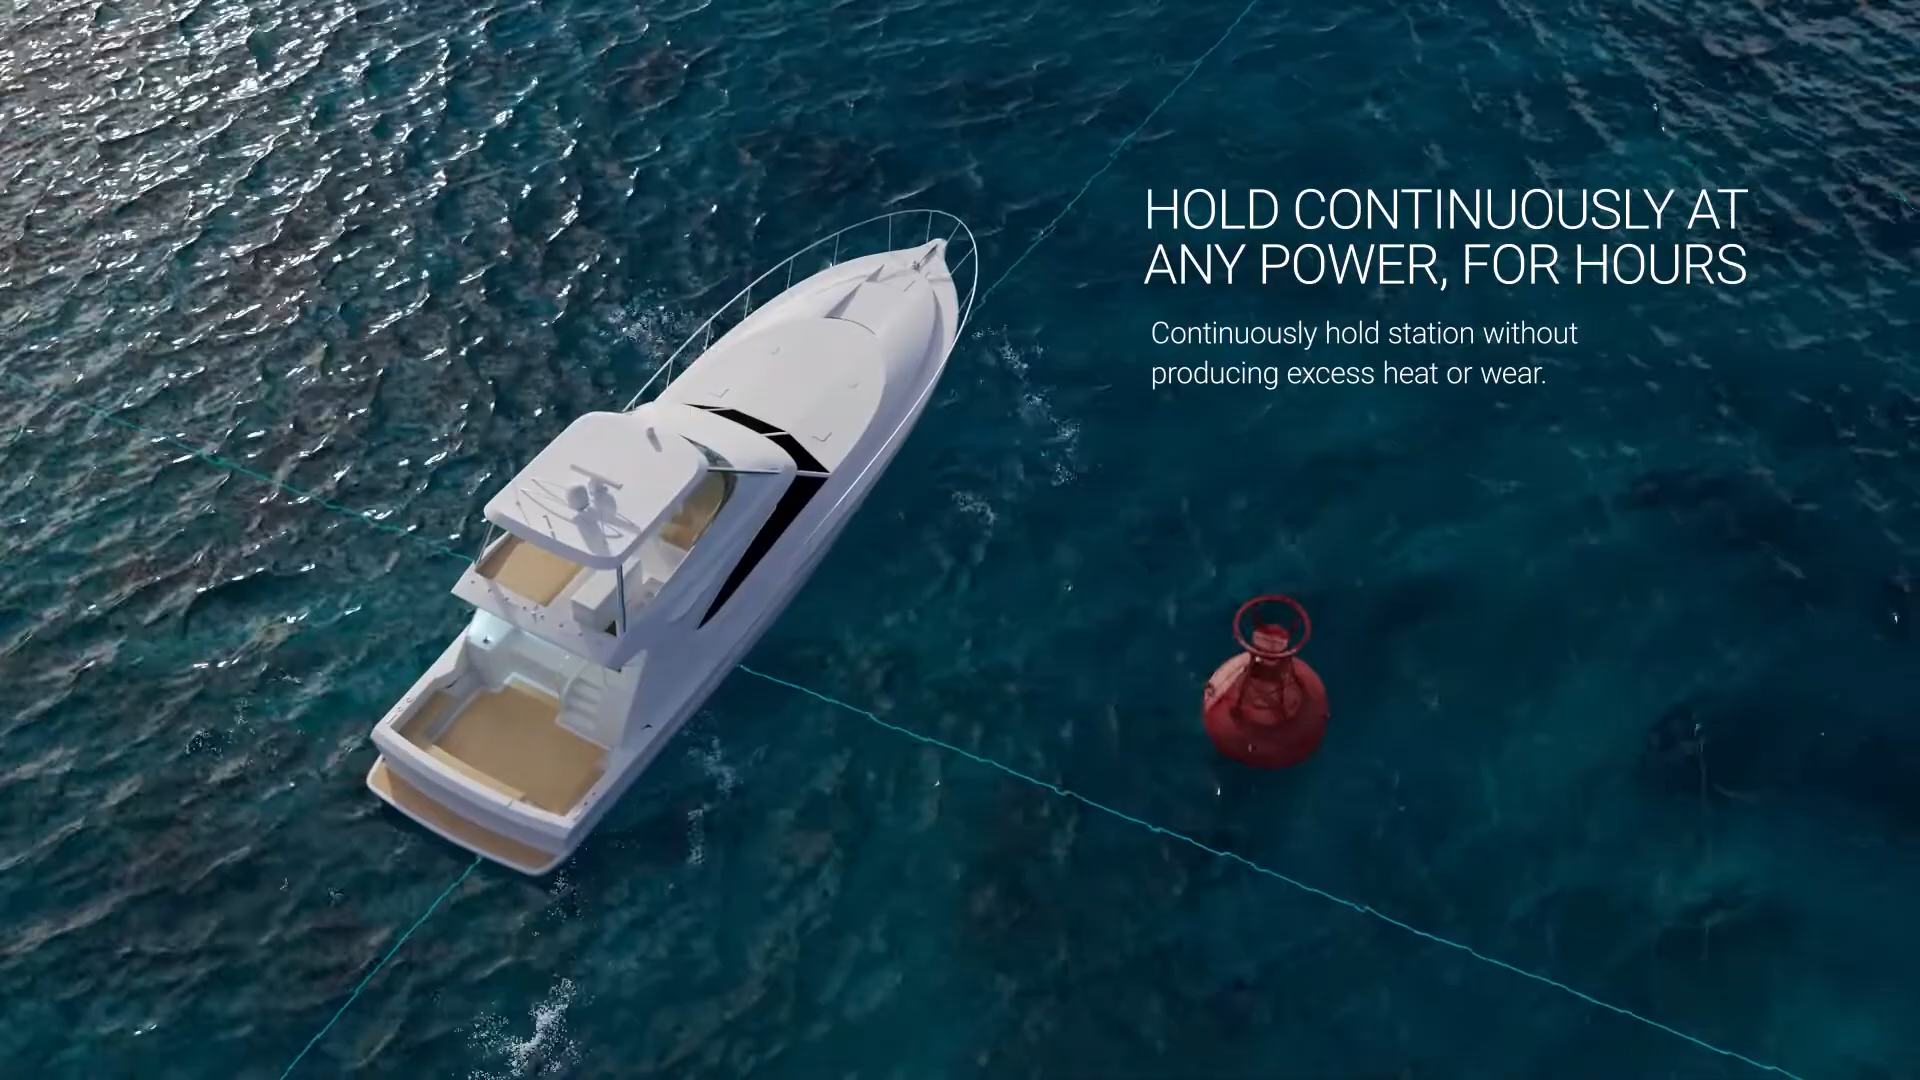 HOLD CONTINUOUSLY AT
ANY POWER, FOR HOURS
Continuously hold station without
producing excess heat or wear.